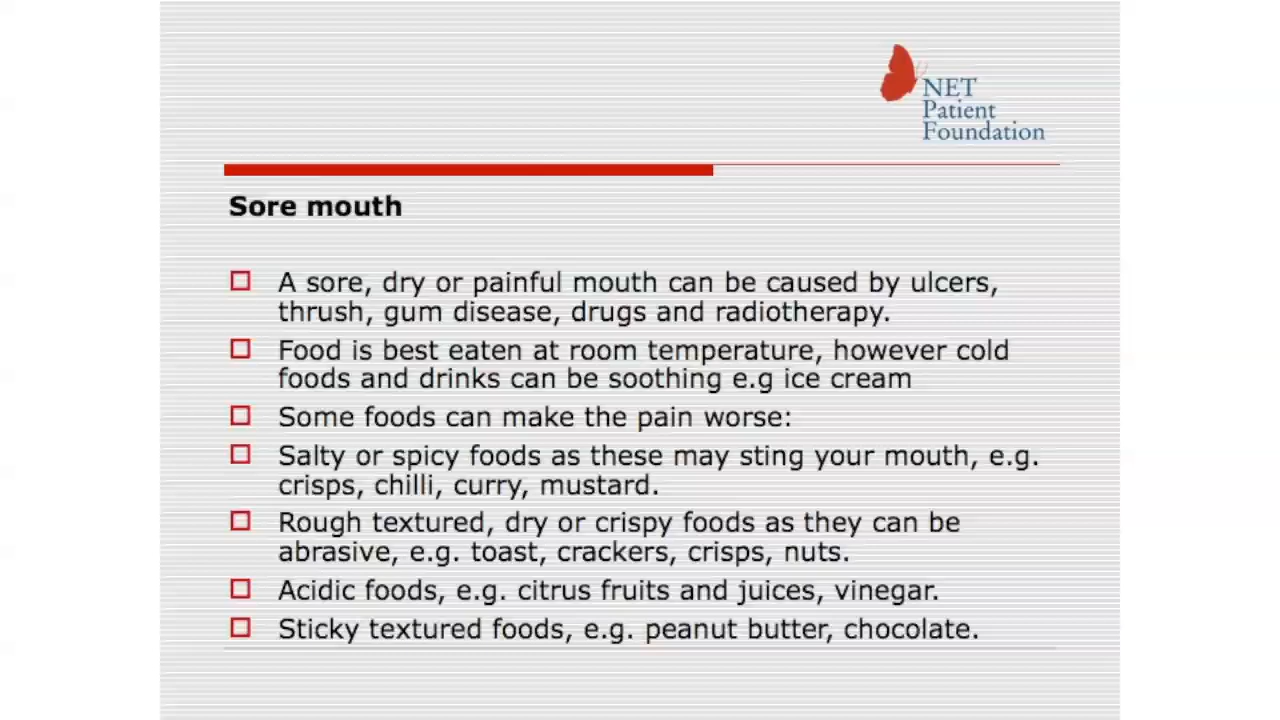 NET
Patient
Foundation
Sore mouth
A sore, dry or painful mouth can be caused by ulcers,
thrush, gum disease, drugs and radiotherapy.
Food is best eaten at room temperature, however cold
foods and drinks can be soothing e.g ice cream
Some foods can make the pain worse:
Salty or spicy foods as these may sting your mouth, e.g.
crisps, chilli, curry, mustard.
Rough textured, dry or crispy foods as they can be
abrasive, e.g. toast, crackers, crisps, nuts.
Acidic foods, e.g. citrus fruits and juices, vinegar.
Sticky textured foods, e.g. peanut butter, chocolate.